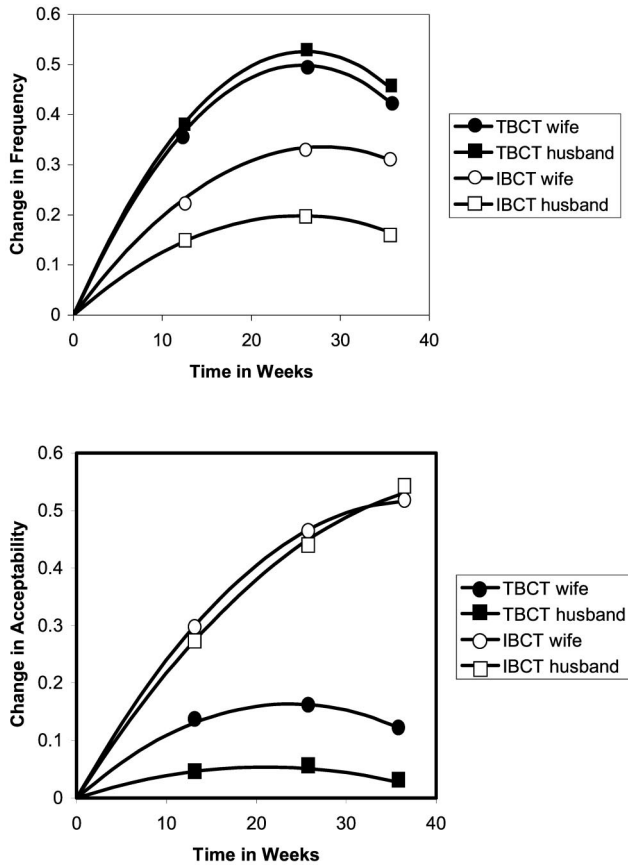 0.6
0.5
0.4
0.3
0.2
0.1
0
Change in Frequency
0 10 20 30 40
Time in Weeks
TBCT wife
TBCT husband
IBCT wife
IBCT husband
0.6
0.5
0.4
0.3
0.2
0.1
0
Change in Acceptability
0 10 20 30 40
Time in Weeks
TBCT wife
TBCT husband
IBCT wife
IBCT husband